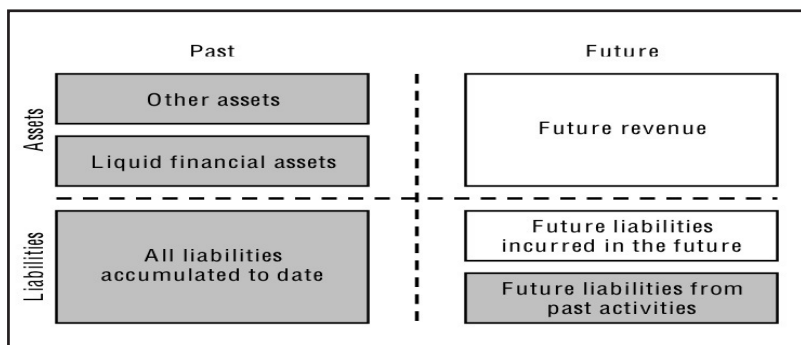 Past
Future
Assets
Other assets
Liquid financial assets
Future revenue
Liabilities
All liabilities
accumulated to date
Future liabilities
incurred in the future
Future liabilities from
past activities